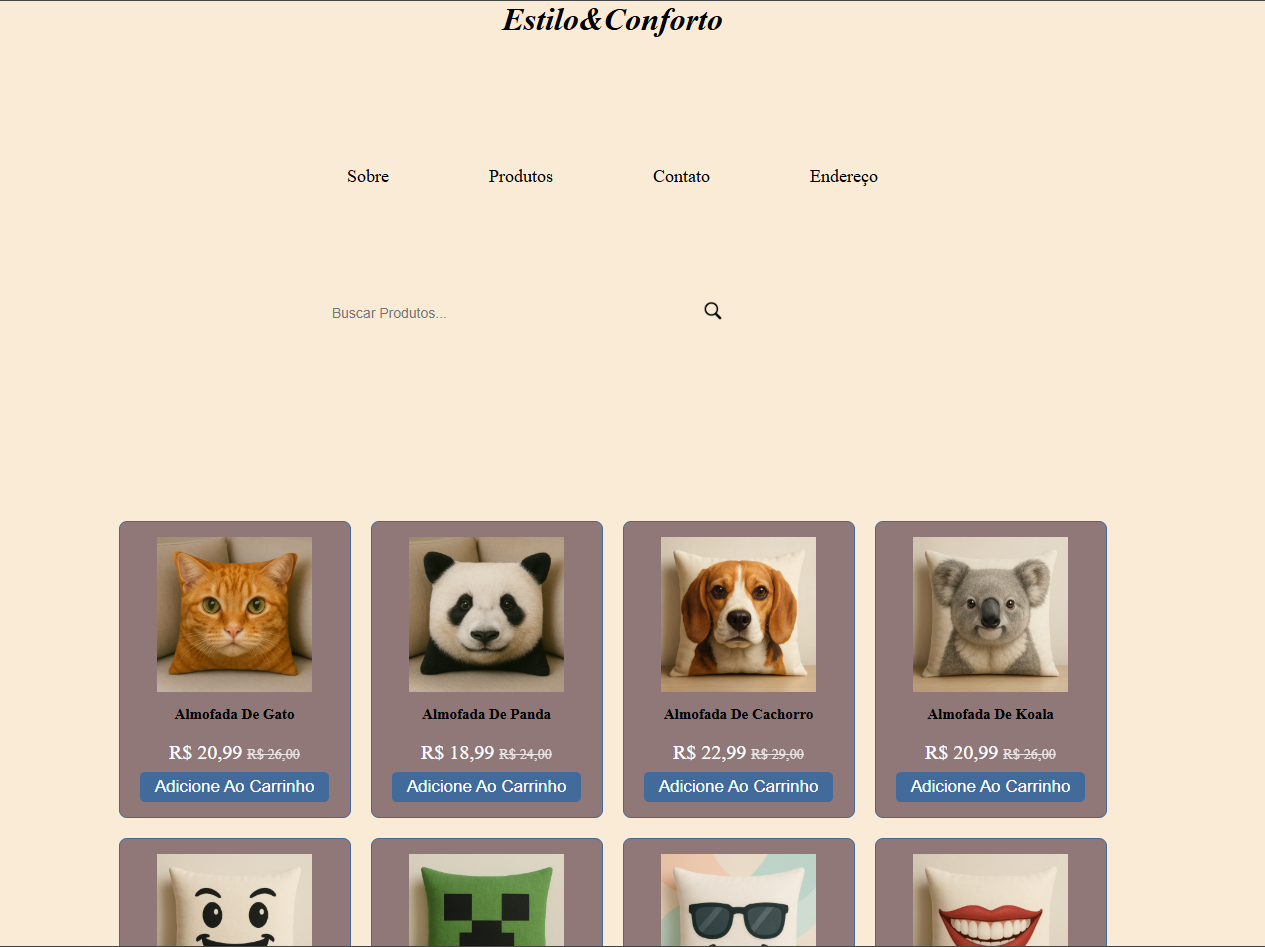 Estilo&Conforto
Sobre Produtos Contato Endereço
Buscar Produtos...
Almofada De Gato
R$ 20,99 R$ 26,00
Adicione Ao Carrinho
Almofada De Panda
R$ 18,99 R$ 24,00
Adicione Ao Carrinho
Almofada De Cachorro
R$ 22,99 R$ 29,00
Adicione Ao Carrinho
Almofada De Koala
R$ 20,99 R$ 26,00
Adicione Ao Carrinho